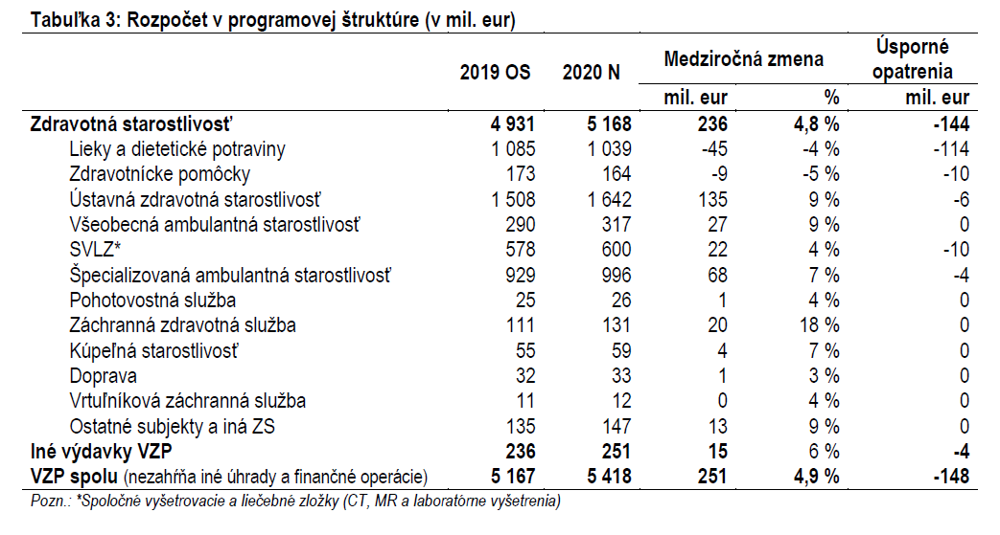 Tabuľka 3: Rozpočet v programovej štruktúre (v mil. eur)
2019 OS 2020 N Medziročná zmena Úsporné opatrenia
mil. eur % mil. eur
Zdravotná starostlivosť 4 931 5 168 236 4,8 % -144
Lieky a dietetické potraviny 1 085 1 039 -45 -4 % -114
Zdravotnícke pomôcky 173 164 -9 -5 % -10
Ústavná zdravotná starostlivosť 1 508 1 642 135 9 % -6
Všeobecná ambulantná starostlivosť 290 317 27 9 % 0
SVLZ* 578 600 22 4 % -10
Špecializovaná ambulantná starostlivosť 929 996 68 7 % -4
Pohotovostná služba 25 26 1 4 % 0
Záchranná zdravotná služba 111 131 20 18 % 0
Kúpeľná starostlivosť 55 59 4 7 % 0
Doprava 32 33 1 3 % 0
Vrtuľníková záchranná služba 11 12 0 4 % 0
Ostatné subjekty a iná ZS 135 147 13 9 % 0
Iné výdavky VZP 236 251 15 6 % -4
VZP spolu (nezahŕňa iné úhrady a finančné operácie) 5 167 5 418 251 4,9 % -148
Pozn.: *Spoločné vyšetrovacie a liečebné zložky (CT, MR a laboratórne vyšetrenia)